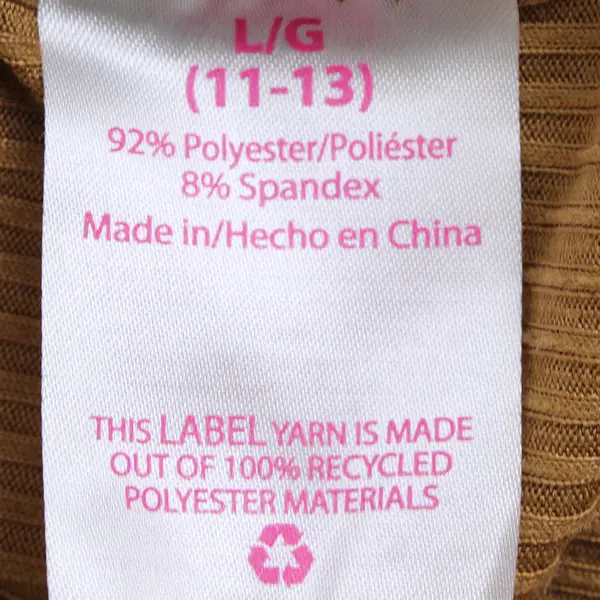 L/G
(11-13)
92% Polyester/Poliéster
8% Spandex
Made in/Hecho en China
THIS LABEL YARN IS MADE
OUT OF 100% RECYCLED
POLYESTER MATERIALS